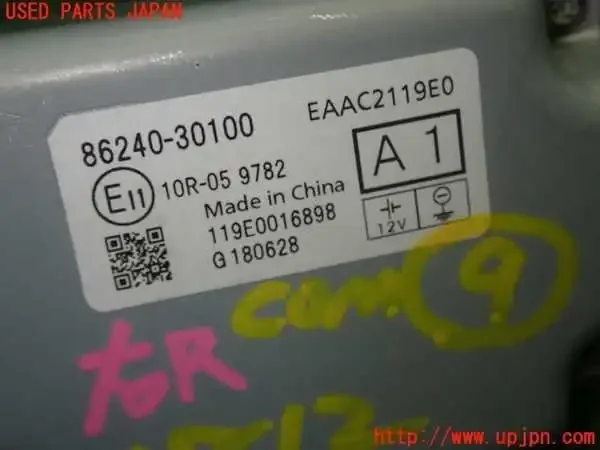 USED PARTS JAPAN
86240-30100
EAAC2119E0
E11
10R-05 9782
A 1
Made in China
119E0016898
12V
G 180628
com 9
右R
http://www.upjpn.com/